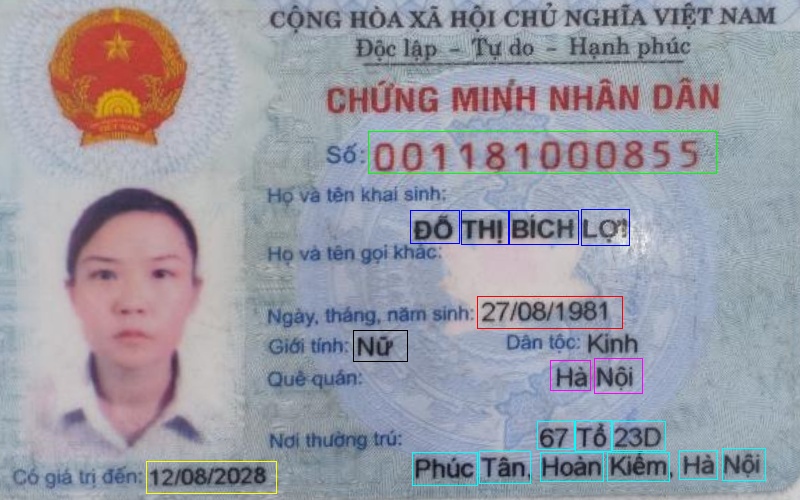 CỘNG HÒA XÃ HỘI CHỦ NGHĨA VIỆT NAM
Độc lập - Tự do - Hạnh phúc
CHỨNG MINH NHÂN DÂN
Số: 001181000855
Họ và tên khai sinh:
ĐỖ THỊ BÍCH LỢI
Họ và tên gọi khác:
Ngày, tháng, năm sinh: 27/08/1981
Giới tính: Nữ Dân tộc: Kinh
Quê quán: Hà Nội
Nơi thường trú: 67 Tổ 23D
Phúc Tân, Hoàn Kiếm, Hà Nội
Có giá trị đến: 12/08/2028